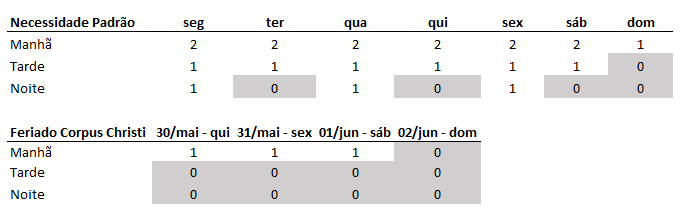 Necessidade Padrão seg ter qua qui sex sáb dom
Manhã 2 2 2 2 2 2 1
Tarde 1 1 1 1 1 1 0
Noite 1 0 1 0 1 0 0
Feriado Corpus Christi 30/mai - qui 31/mai - sex 01/jun - sáb 02/jun - dom
Manhã 1 1 1 0
Tarde 0 0 0 0
Noite 0 0 0 0